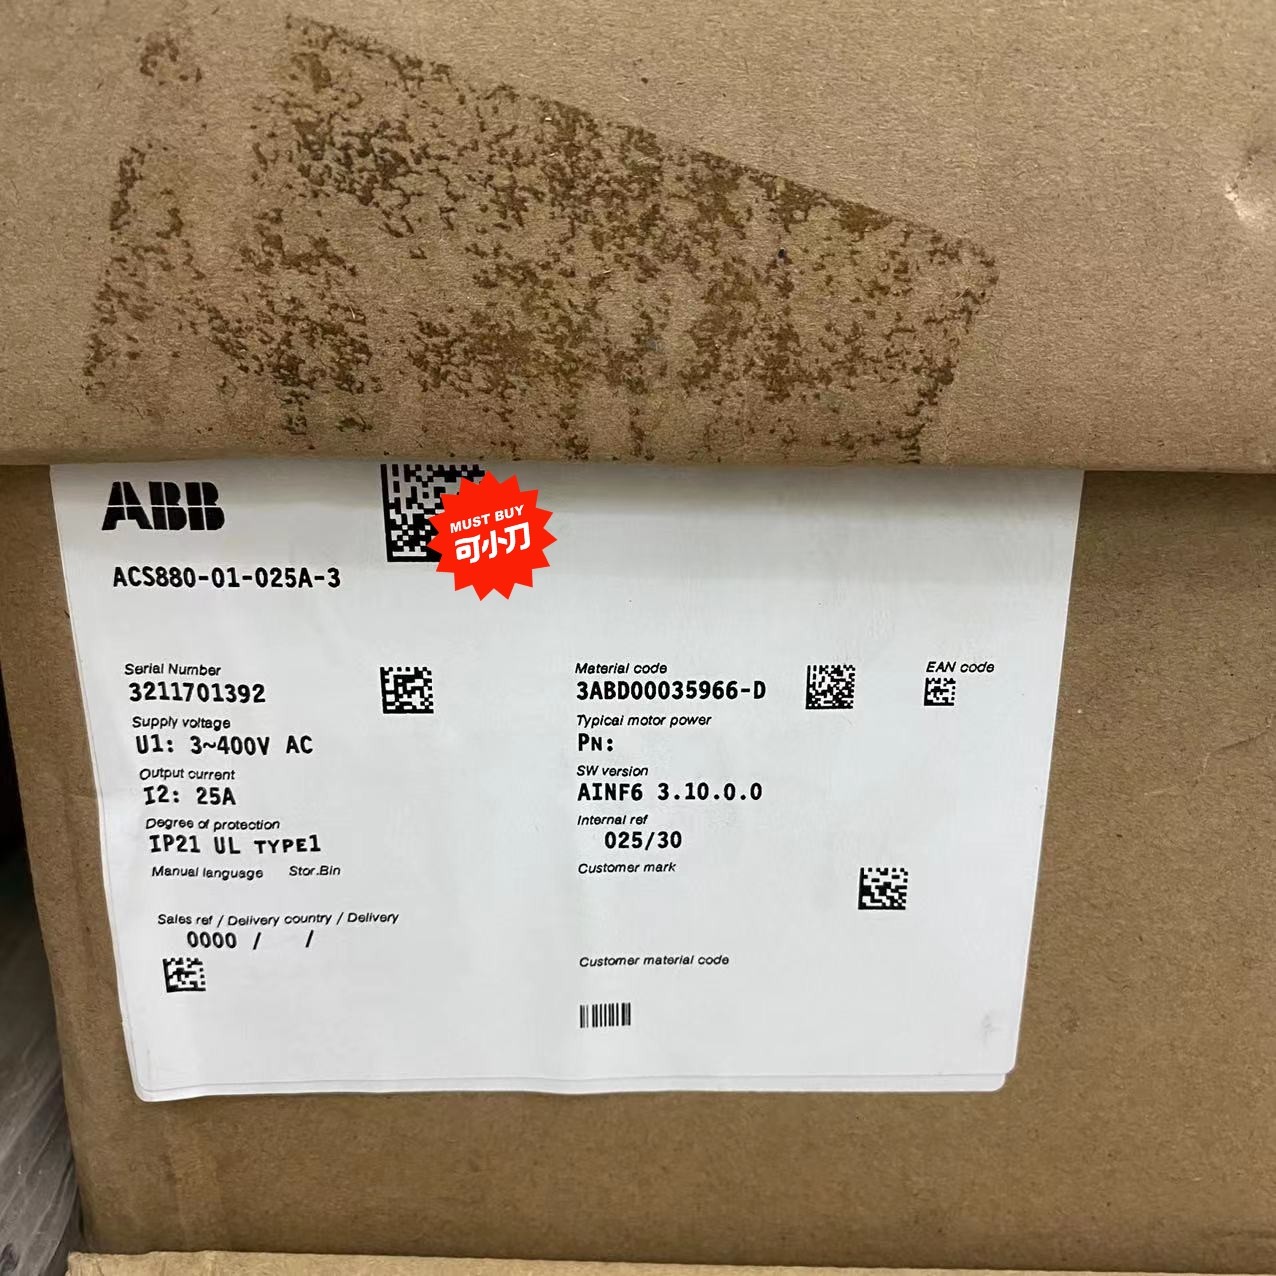 ABB
MUST BUY
可小刀
ACS880-01-025A-3
Serial Number
3211701392
Supply voltage
U1: 3~400V AC
Output current
I2: 25A
Degree of protection
IP21 UL TYPE1
Manual language Stor.Bin
Sales ref / Delivery country / Delivery
0000 / /
Material code
3ABD00035966-D
Typical motor power
PN:
SW version
AINF6 3.10.0.0
Internal ref
025/30
Customer mark
Customer material code
EAN code